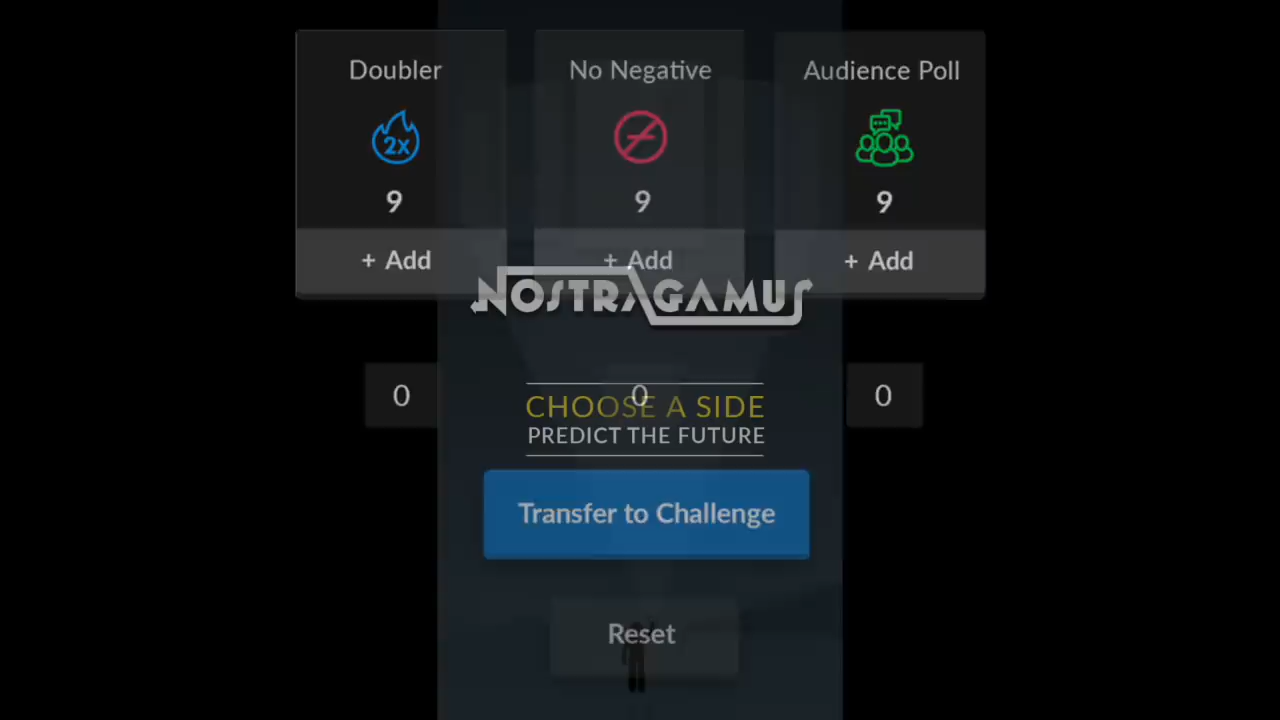 Doubler No Negative Audience Poll
2x
9 9 9
+ Add + Add + Add
NOSTRAGAMUS
0 0 0
CHOOSE A SIDE
PREDICT THE FUTURE
Transfer to Challenge
Reset